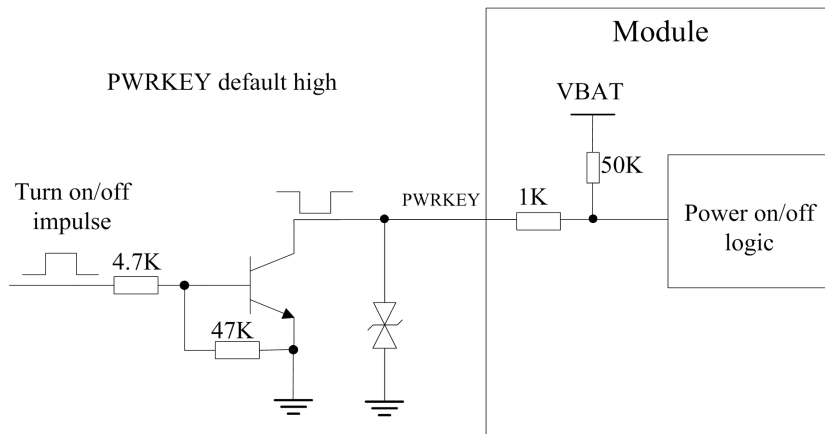 Module
PWRKEY default high
VBAT
50K
Turn on/off
impulse
PWRKEY
1K
Power on/off
logic
4.7K
47K